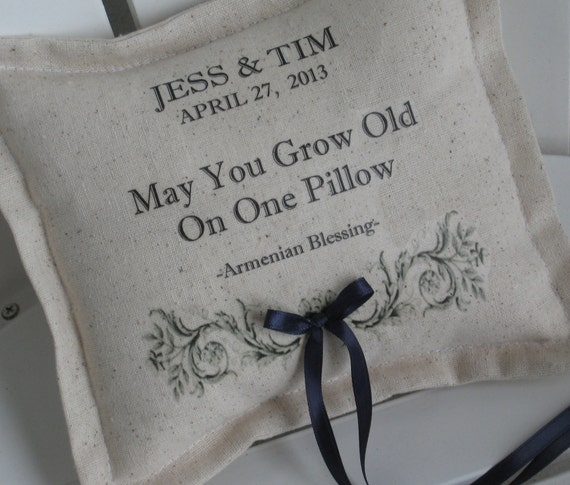 JESS & TIM
APRIL 27, 2013
May You Grow Old
On One Pillow
-Armenian Blessing-